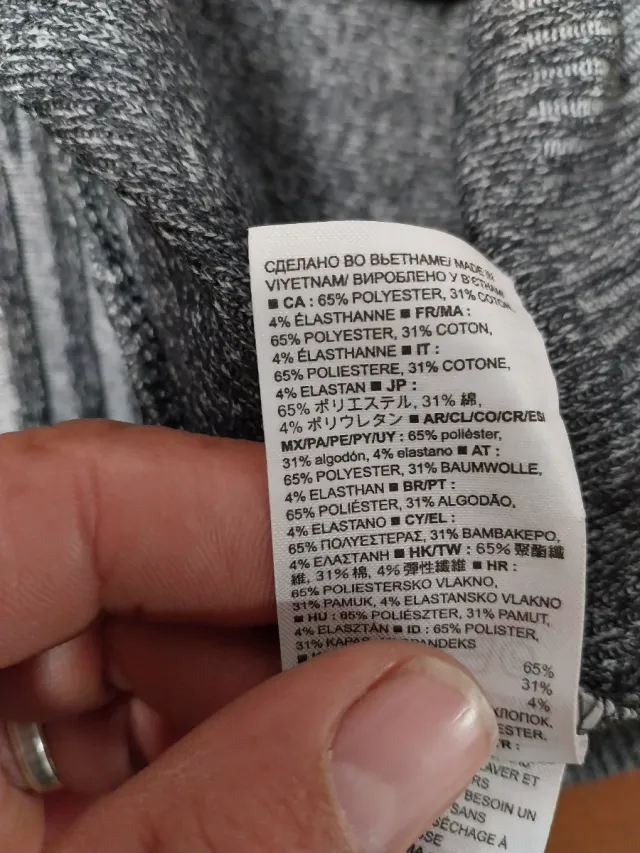 СДЕЛАНО ВО ВЬЕТНАМЕ/ MADE IN
VIYETNAM/ ВИРОБЛЕНО У В'ЄТНАМІ
■ CA : 65% POLYESTER, 31% COTON,
4% ÉLASTHANNE ■ FR/MA :
65% POLYESTER, 31% COTON,
4% ÉLASTHANNE ■ IT :
65% POLIESTERE, 31% COTONE,
4% ELASTAN ■ JP :
65% ポリエステル, 31% 綿,
4% ポリウレタン ■ AR/CL/CO/CR/ES/
MX/PA/PE/PY/UY : 65% poliéster,
31% algodón, 4% elastano ■ AT :
65% POLYESTER, 31% BAUMWOLLE,
4% ELASTHAN ■ BR/PT :
65% POLIÉSTER, 31% ALGODÃO,
4% ELASTANO ■ CY/EL :
65% ΠΟΛΥΕΣΤΕΡΑΣ, 31% ΒΑΜΒΑΚΕΡΟ,
4% ΕΛΑΣΤΑΝΗ ■ HK/TW : 65% 聚酯纖
維, 31% 棉, 4% 彈性纖維 ■ HR :
65% POLIESTERSKO VLAKNO,
31% PAMUK, 4% ELASTANSKO VLAKNO
■ HU : 65% POLIÉSZTER, 31% PAMUT,
4% ELASZTÁN ■ ID : 65% POLISTER,
31% KAPAS
65%
31%
4%
ХЛОПОК,
LAVER ET
BESOIN UN
SANS
SÉCHAGE À